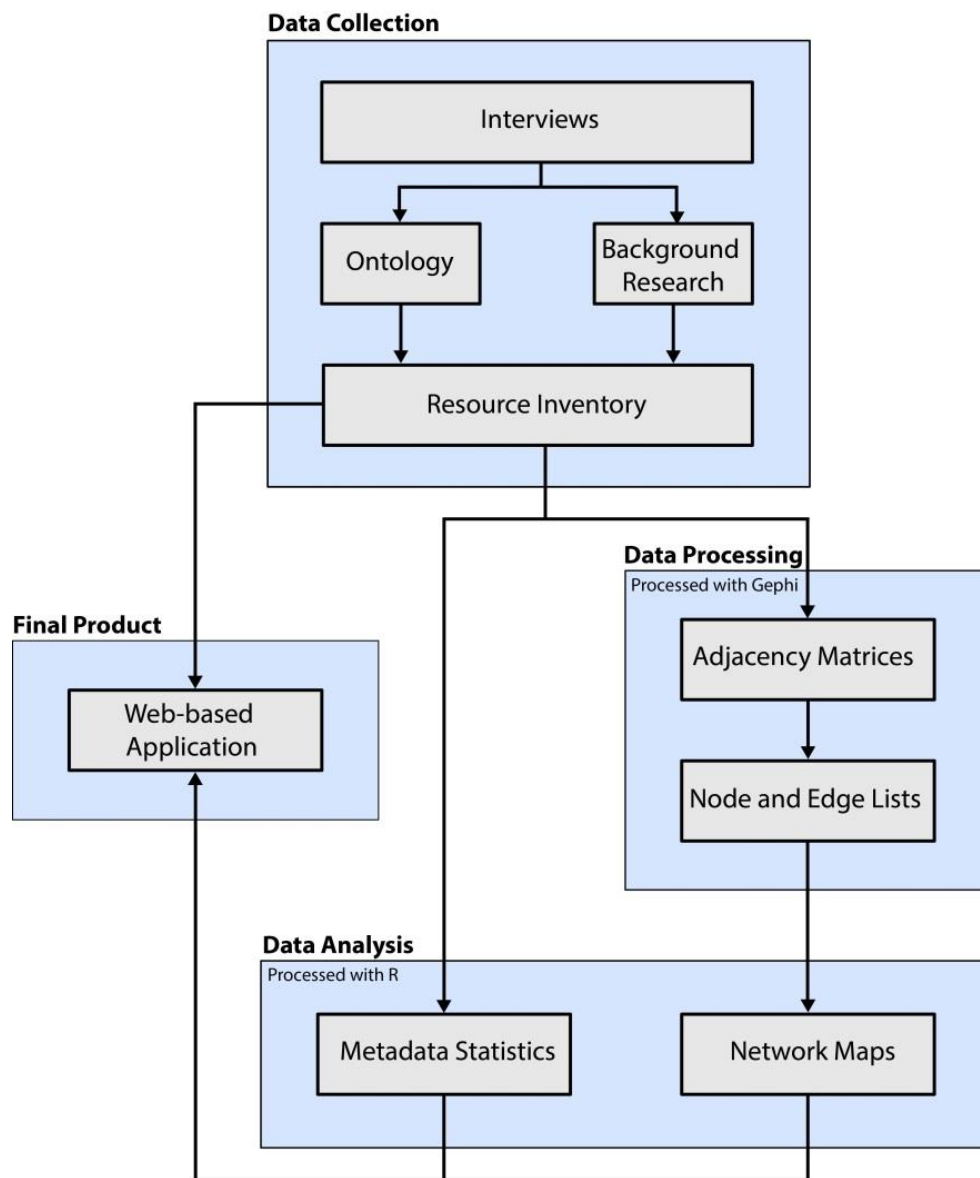 Data Collection
Interviews
Ontology
Background
Research
Resource Inventory
Data Processing
Processed with Gephi
Adjacency Matrices
Node and Edge Lists
Final Product
Web-based
Application
Data Analysis
Processed with R
Metadata Statistics
Network Maps